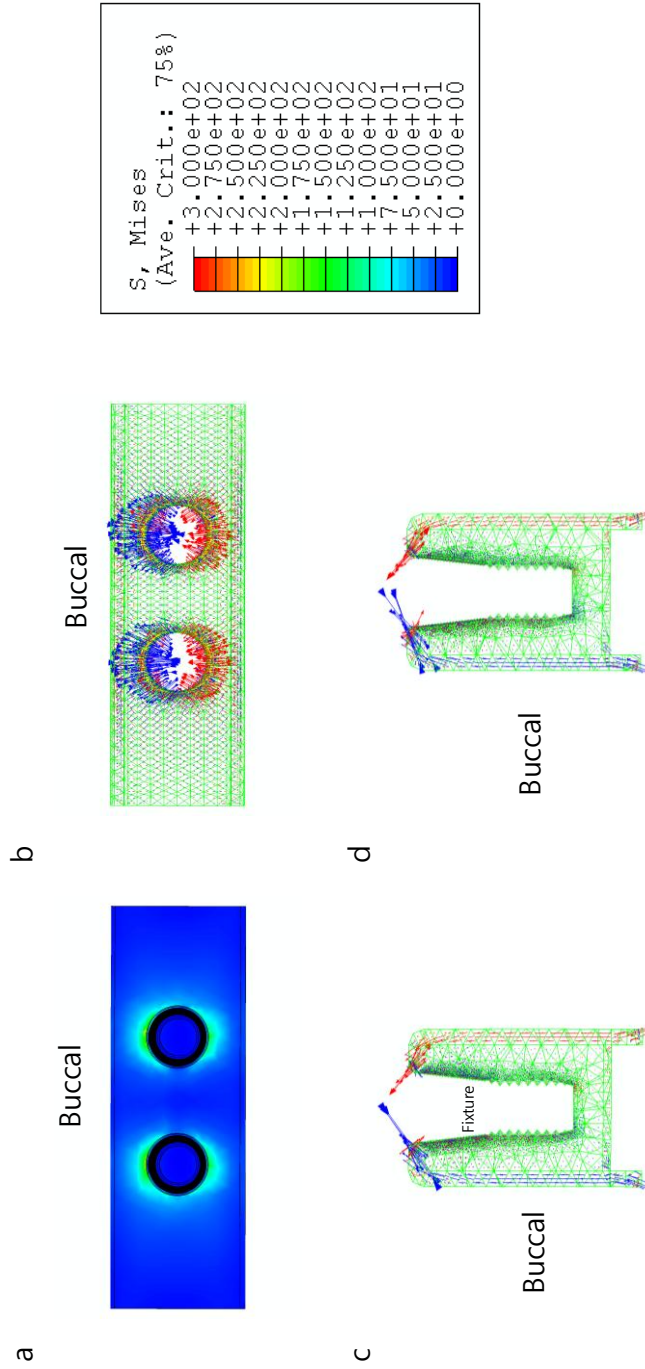 a
Buccal
b
Buccal
S, Mises
(Ave. Crit.: 75%)
+3.000e+02
+2.750e+02
+2.500e+02
+2.250e+02
+2.000e+02
+1.750e+02
+1.500e+02
+1.250e+02
+1.000e+02
+7.500e+01
+5.000e+01
+2.500e+01
+0.000e+00
c
Buccal
Fixture
d
Buccal